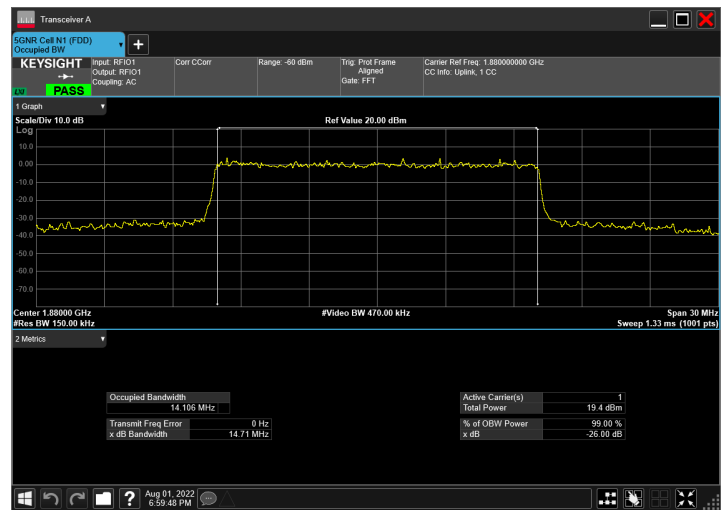 Transceiver A
5GNR Cell N1 (FDD)
Occupied BW
KEYSIGHT
LXI
PASS
Input: RFIO1
Output: RFIO1
Coupling: AC
Corr CCorr
Range: -60 dBm
Trig: Prot Frame
Aligned
Gate: FFT
Carrier Ref Freq: 1.880000000 GHz
CC Info: Uplink, 1 CC
1 Graph
Scale/Div 10.0 dB
Ref Value 20.00 dBm
Log
10.0
0.00
-10.0
-20.0
-30.0
-40.0
-50.0
-60.0
-70.0
Center 1.88000 GHz
#Video BW 470.00 kHz
Span 30 MHz
#Res BW 150.00 kHz
Sweep 1.33 ms (1001 pts)
2 Metrics
Occupied Bandwidth
14.106 MHz
Transmit Freq Error 0 Hz
x dB Bandwidth 14.71 MHz
Active Carrier(s) 1
Total Power 19.4 dBm
% of OBW Power 99.00 %
x dB -26.00 dB
?
Aug 01, 2022
6:59:48 PM